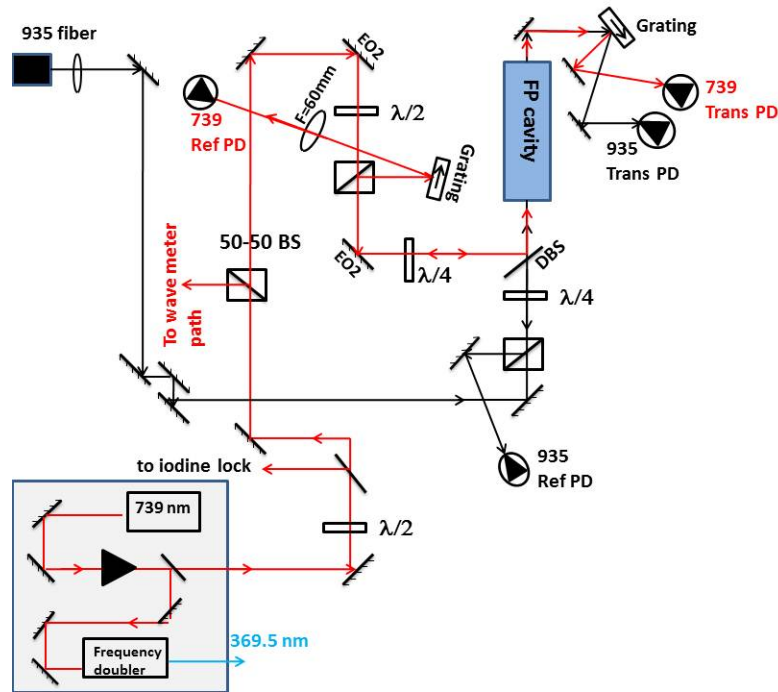 935 fiber
EO2
Grating
739
Ref PD
F=60mm
λ/2
FP cavity
739
Trans PD
935
Trans PD
Grating
50-50 BS
EO2
λ/4
DBS
λ/4
To wave meter
path
to iodine lock
935
Ref PD
739 nm
λ/2
Frequency
doubler
369.5 nm